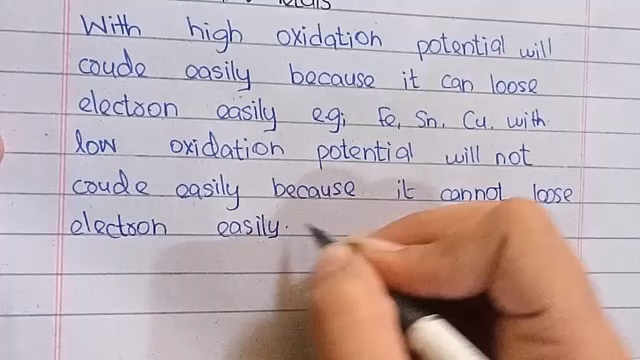 With high oxidation potential will
coude easily because it can loose
electron easily e.g; Fe, Sn, Cu. with
low oxidation potential will not
coude easily because it cannot loose
electron easily.